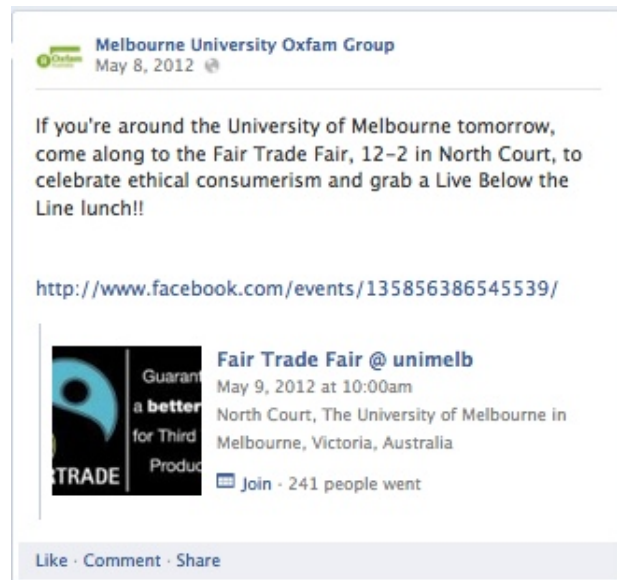 Oxfam
Melbourne University Oxfam Group
May 8, 2012
If you're around the University of Melbourne tomorrow,
come along to the Fair Trade Fair, 12-2 in North Court, to
celebrate ethical consumerism and grab a Live Below the
Line lunch!!
http://www.facebook.com/events/135856386545539/
Guarant
a better
for Third
Produc
TRADE
Fair Trade Fair @ unimelb
May 9, 2012 at 10:00am
North Court, The University of Melbourne in
Melbourne, Victoria, Australia
Join · 241 people went
Like · Comment · Share